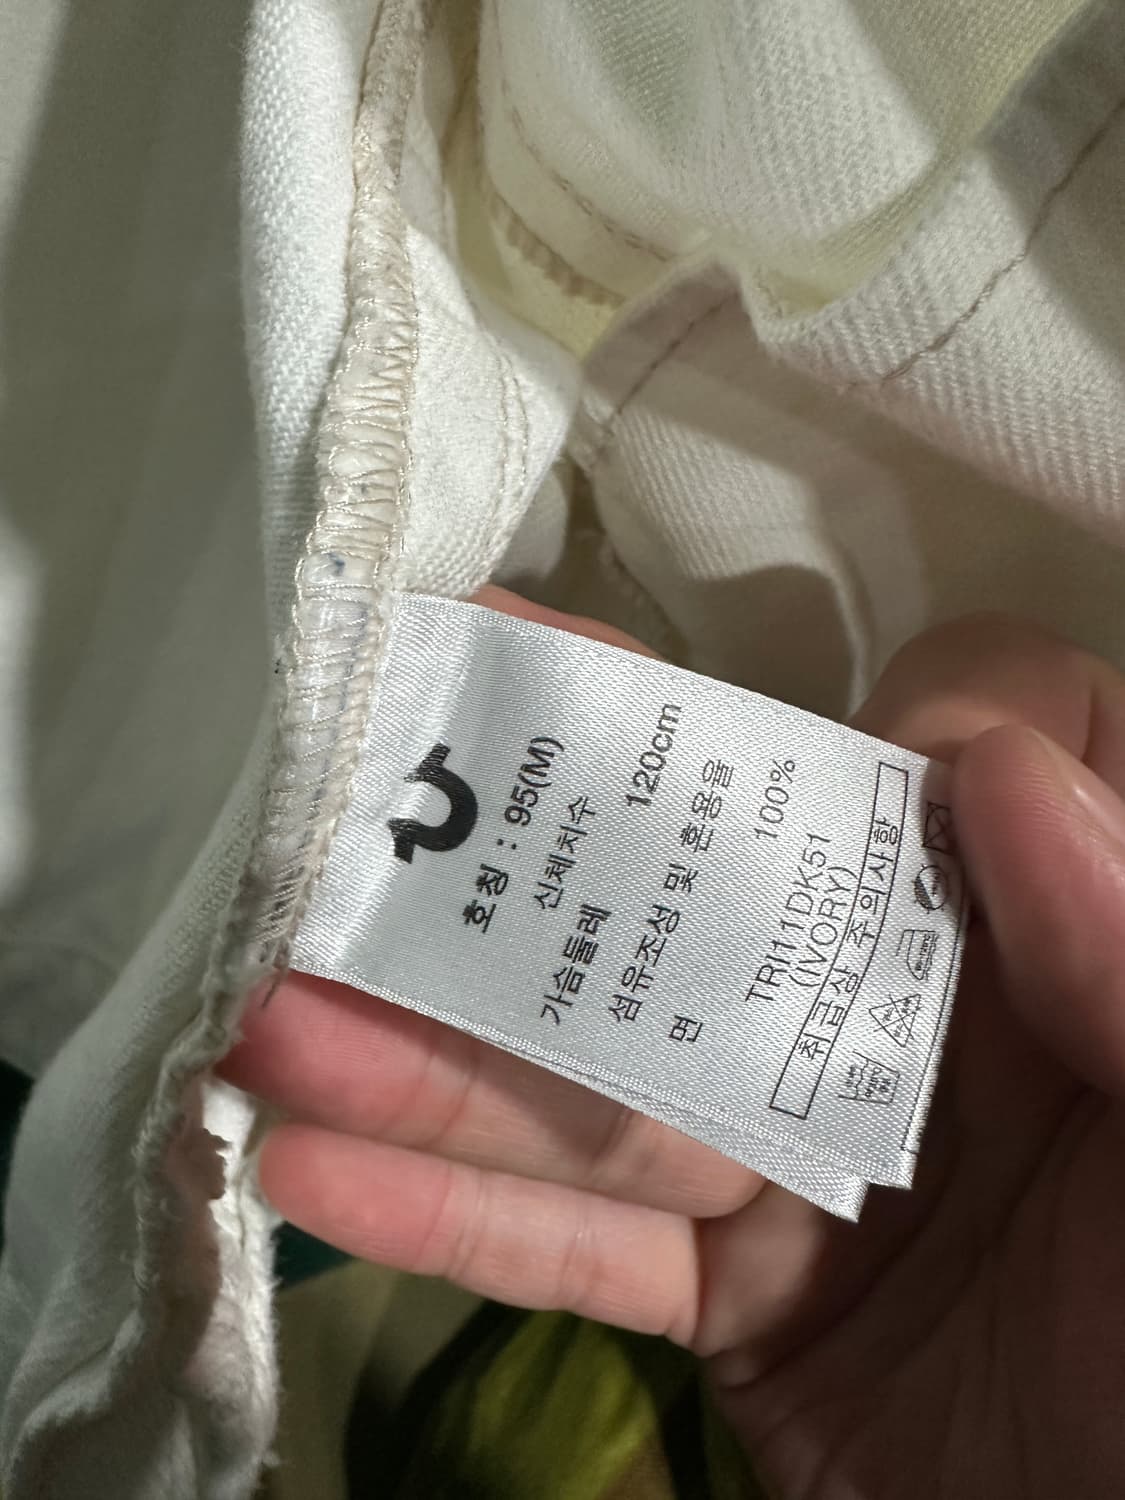 호칭 : 95(M)
신체치수
가슴둘레 120cm
섬유조성 및 혼용율
면 100%
TRI11DK51
(IVORY)
취급상 주의사항